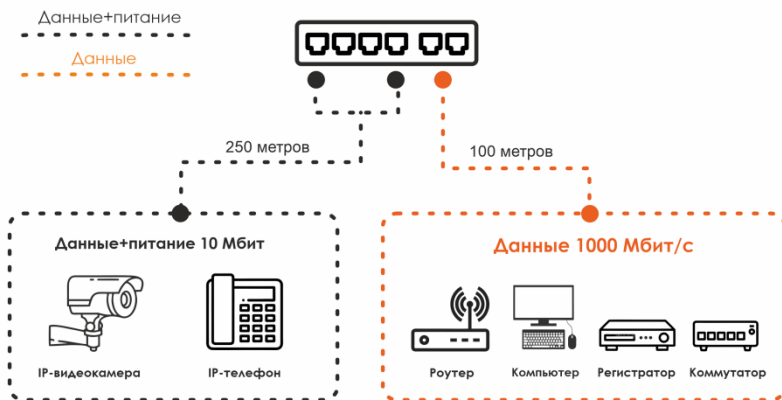 Данные+питание
Данные
250 метров
100 метров
Данные+питание 10 Мбит
Данные 1000 Мбит/с
IP-видеокамера
IP-телефон
Роутер
Компьютер
Регистратор
Коммутатор